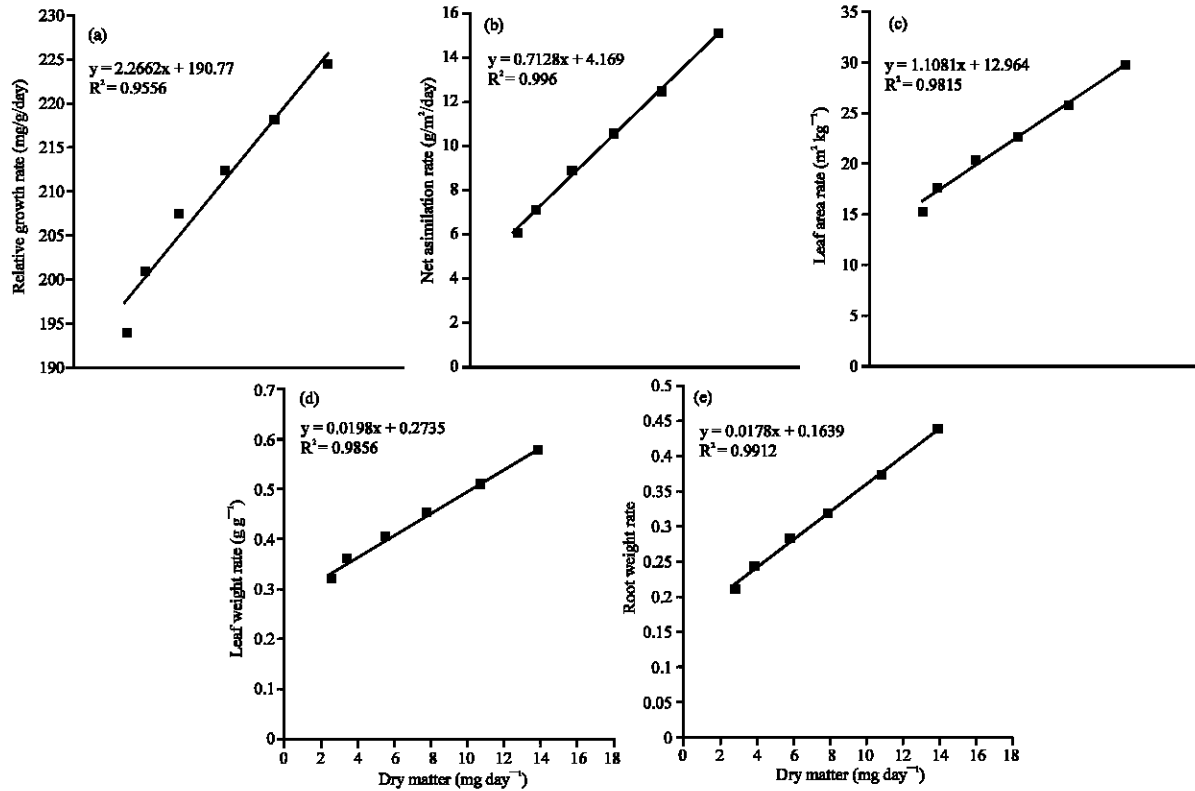 (a)
y = 2.2662x + 190.77
R² = 0.9556
Relative growth rate (mg/g/day)
230
225
220
215
210
205
200
195
190
(b)
y = 0.7128x + 4.169
R² = 0.996
Net asimilation rate (g/m²/day)
16
14
12
10
8
6
4
2
0
(c)
y = 1.1081x + 12.964
R² = 0.9815
Leaf area rate (m² kg⁻¹)
35
30
25
20
15
10
5
0
(d)
y = 0.0198x + 0.2735
R² = 0.9856
Leaf weight rate (g g⁻¹)
0.7
0.6
0.5
0.4
0.3
0.2
0.1
0
0 2 4 6 8 10 12 14 16 18
Dry matter (mg day⁻¹)
(e)
y = 0.0178x + 0.1639
R² = 0.9912
Root weight rate
0.5
0.45
0.4
0.35
0.3
0.25
0.2
0.15
0.1
0.05
0
0 2 4 6 8 10 12 14 16 18
Dry matter (mg day⁻¹)